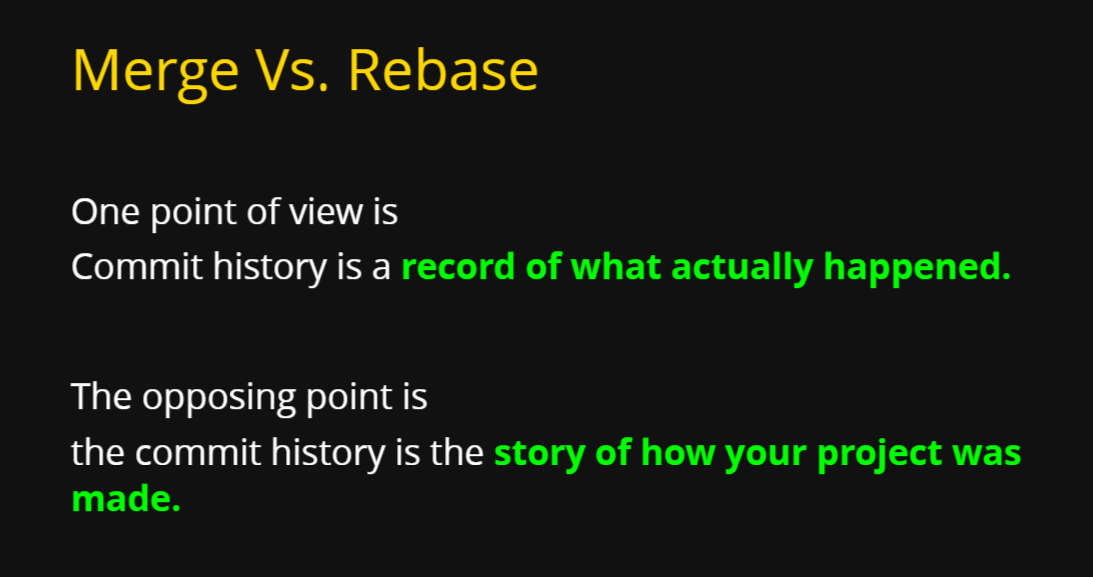 Merge Vs. Rebase
One point of view is
Commit history is a record of what actually happened.
The opposing point is
the commit history is the story of how your project was
made.